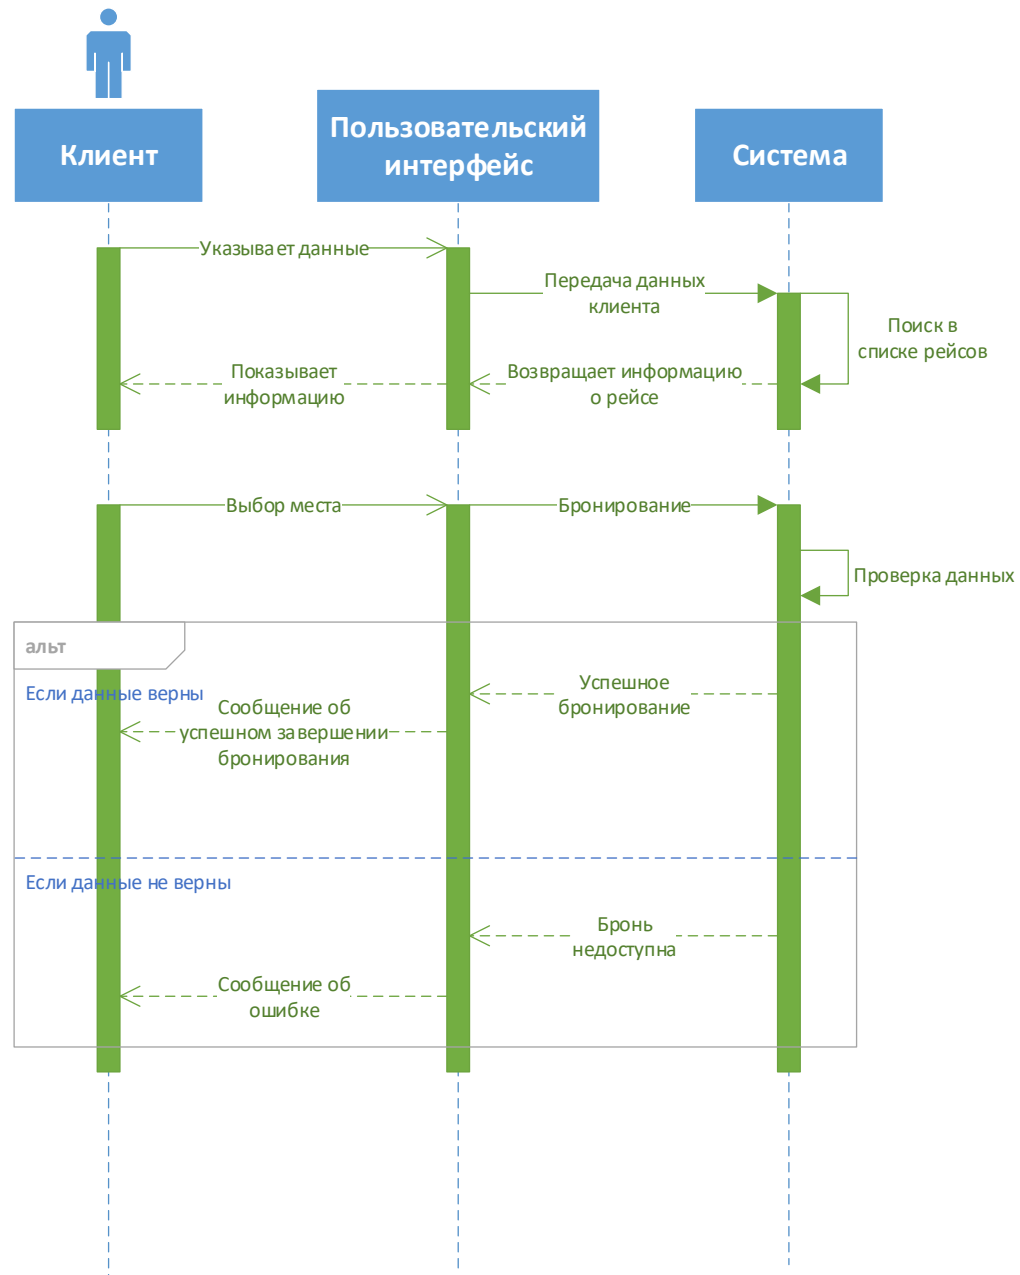 Клиент
Пользовательский
интерфейс
Система
Указывает данные
Передача данных
клиента
Поиск в
списке рейсов
Показывает
информацию
Возвращает информацию
о рейсе
Выбор места
Бронирование
Проверка данных
альт
Если данные верны
Успешное
бронирование
Сообщение об
успешном завершении
бронирования
Если данные не верны
Бронь
недоступна
Сообщение об
ошибке